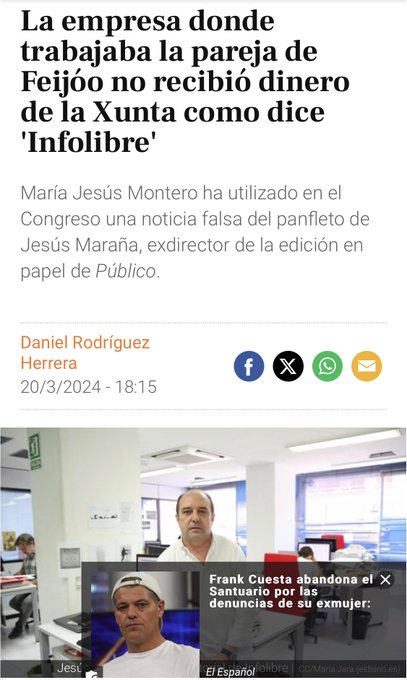 La empresa donde
trabajaba la pareja de
Feijóo no recibió dinero
de la Xunta como dice
'Infolibre'
María Jesús Montero ha utilizado en el
Congreso una noticia falsa del panfleto de
Jesús Maraña, exdirector de la edición en
papel de Público.
Daniel Rodríguez
Herrera
20/3/2024 - 18:15
Frank Cuesta abandona el
Santuario por las
denuncias de su exmujer:
El Español
Jesú
de Infolibre | CC/María Jara (eldiario.es)